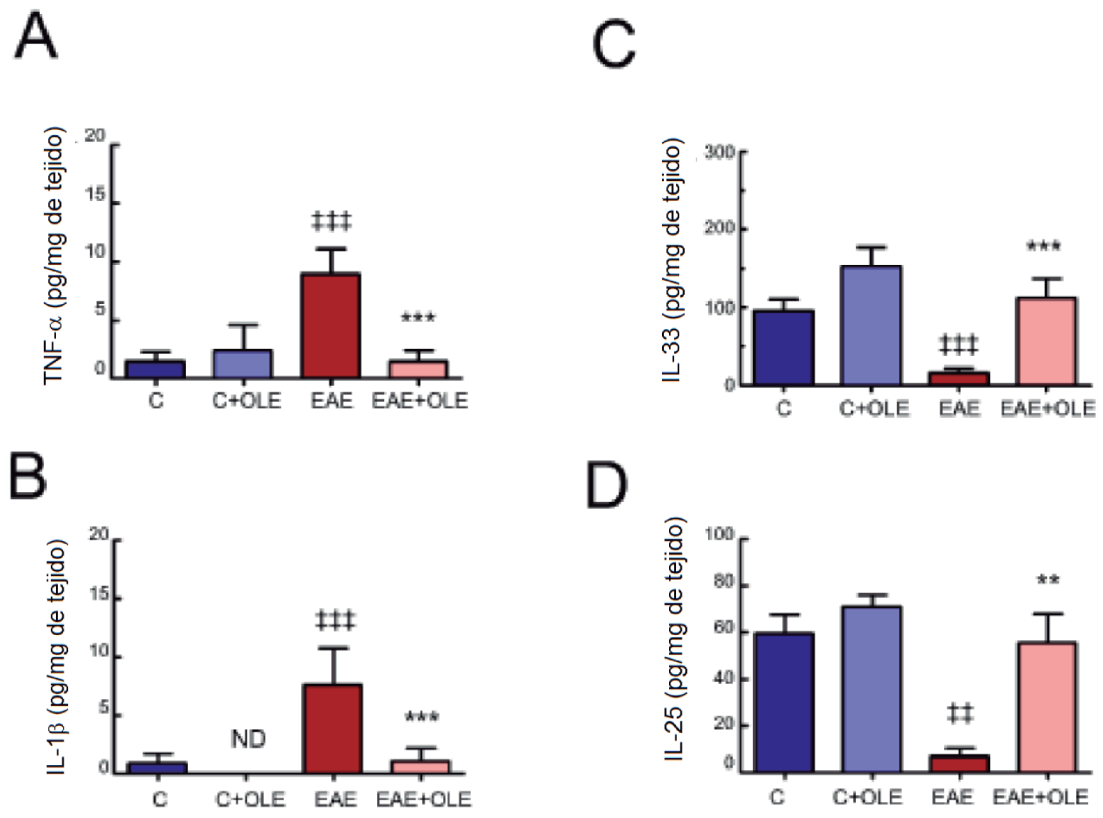 A
TNF-α (pg/mg de tejido)
20
15
10
5
0
‡‡‡
***
C C+OLE EAE EAE+OLE
B
IL-1β (pg/mg de tejido)
20
15
10
5
0
ND
‡‡‡
***
C C+OLE EAE EAE+OLE
C
IL-33 (pg/mg de tejido)
300
200
100
0
‡‡‡
***
C C+OLE EAE EAE+OLE
D
IL-25 (pg/mg de tejido)
100
80
60
40
20
0
‡‡
**
C C+OLE EAE EAE+OLE